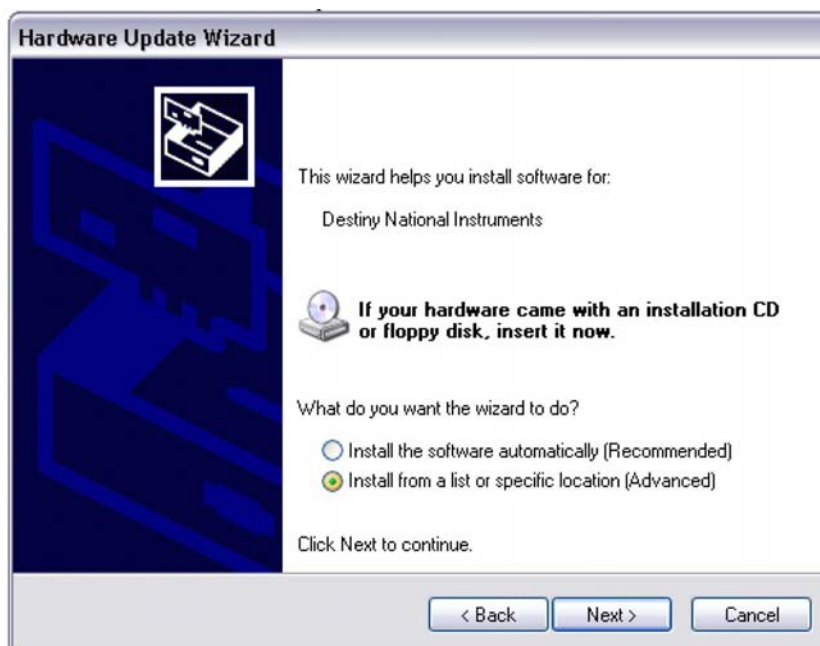 Hardware Update Wizard
This wizard helps you install software for:
Destiny National Instruments
If your hardware came with an installation CD
or floppy disk, insert it now.
What do you want the wizard to do?
Install the software automatically (Recommended)
Install from a list or specific location (Advanced)
Click Next to continue.
< Back Next > Cancel